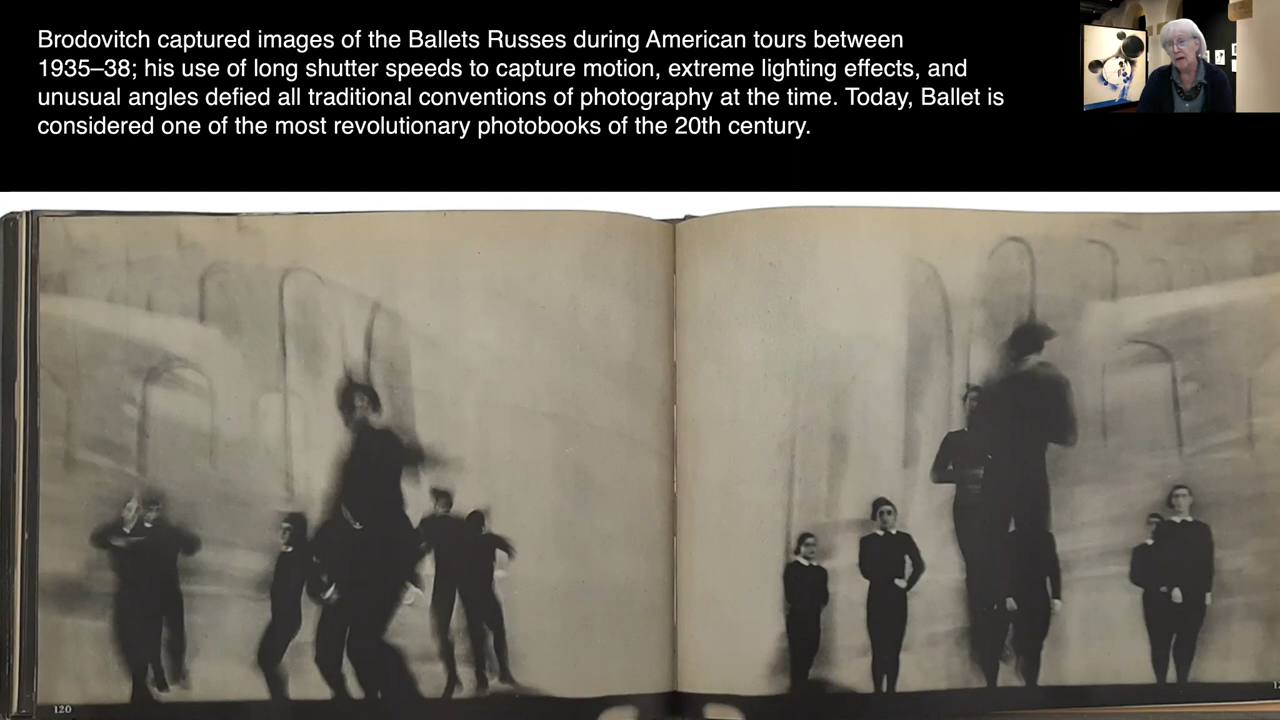 Brodovitch captured images of the Ballets Russes during American tours between
1935–38; his use of long shutter speeds to capture motion, extreme lighting effects, and
unusual angles defied all traditional conventions of photography at the time. Today, Ballet is
considered one of the most revolutionary photobooks of the 20th century.
120